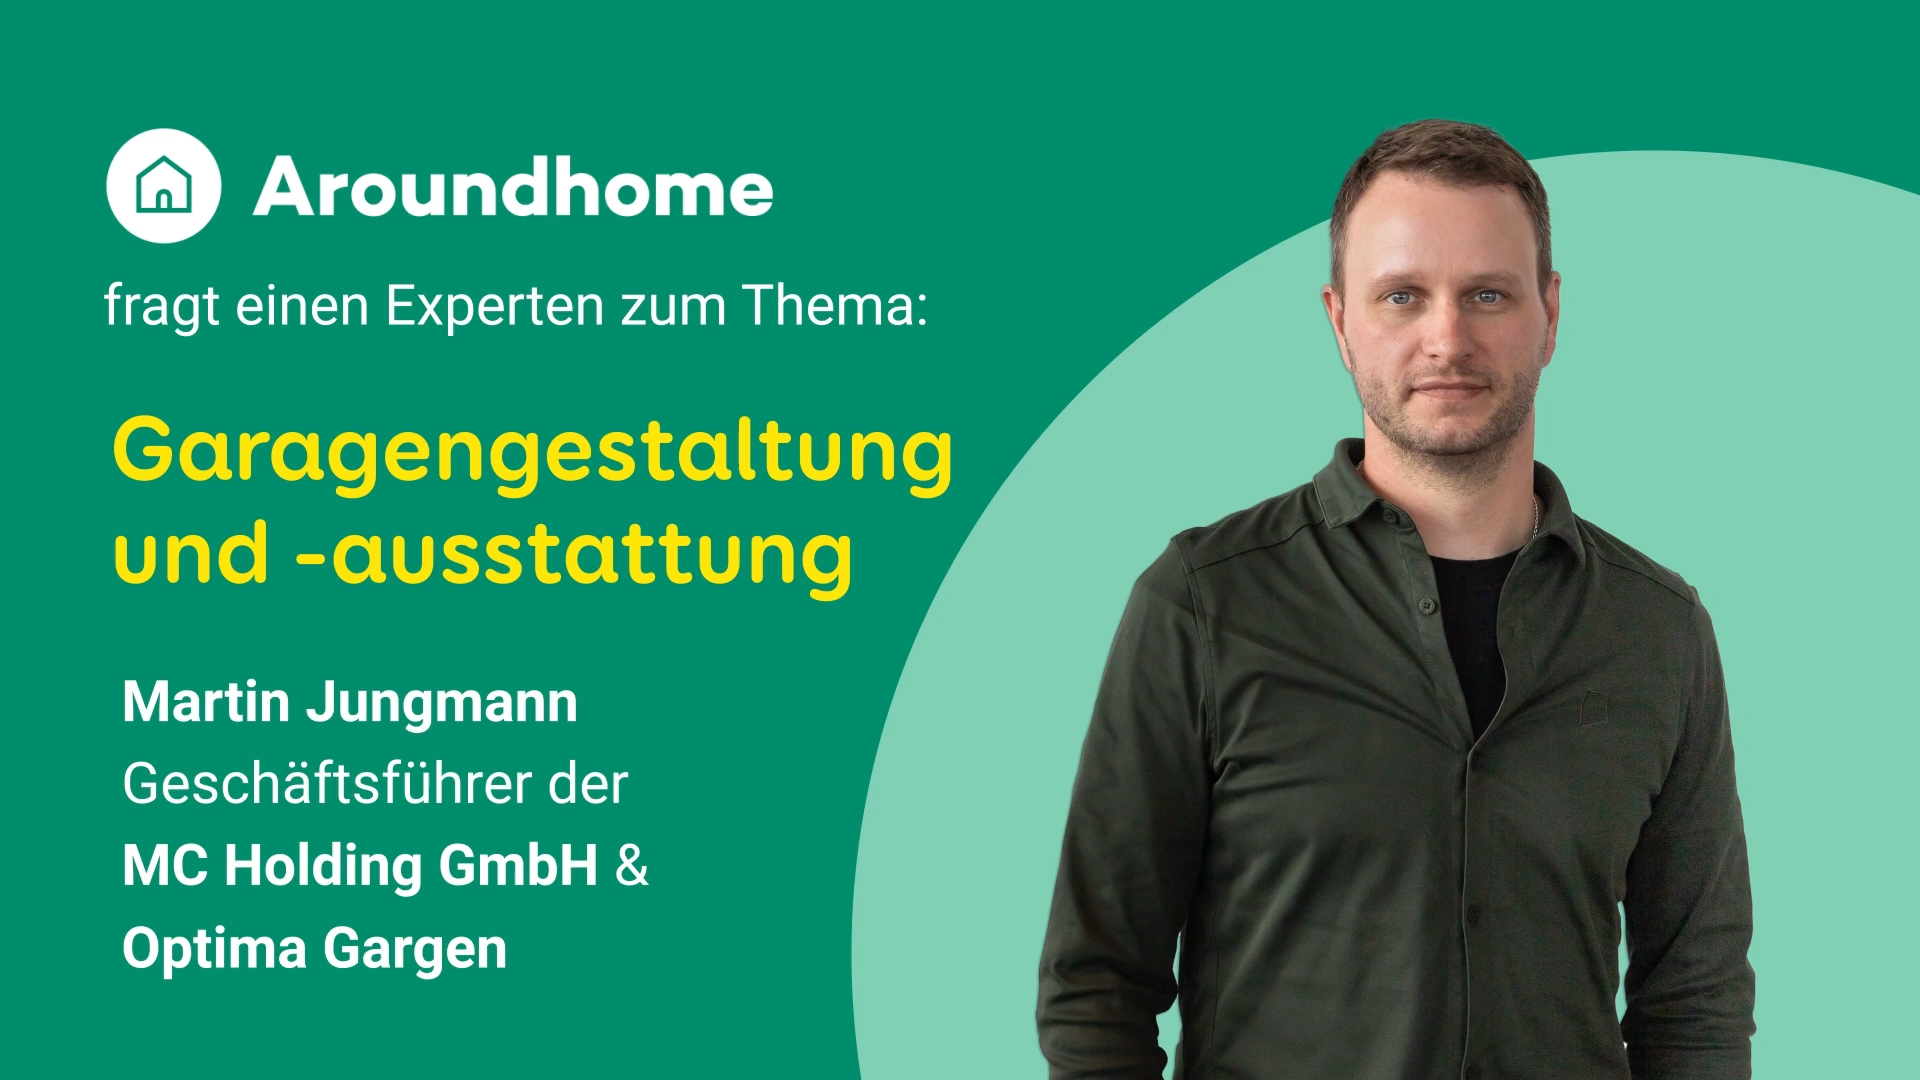 Aroundhome
fragt einen Experten zum Thema:
Garagengestaltung
und -ausstattung
Martin Jungmann
Geschäftsführer der
MC Holding GmbH &
Optima Gargen